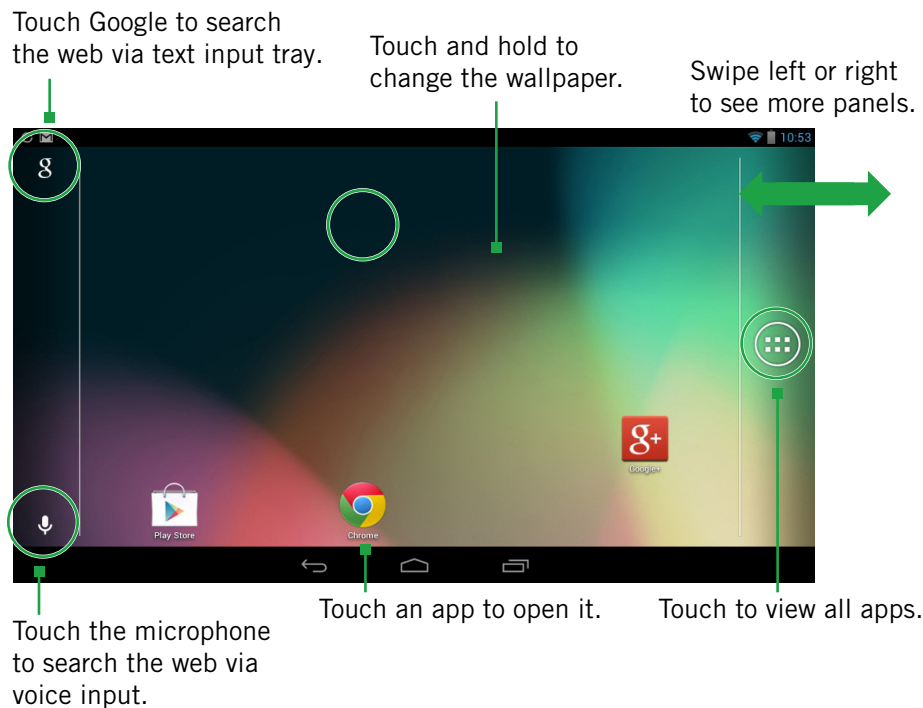 Touch Google to search
the web via text input tray.
Touch and hold to
change the wallpaper.
Swipe left or right
to see more panels.
10:53
g
g+
Google+
Play Store
Chrome
Touch an app to open it.
Touch to view all apps.
Touch the microphone
to search the web via
voice input.